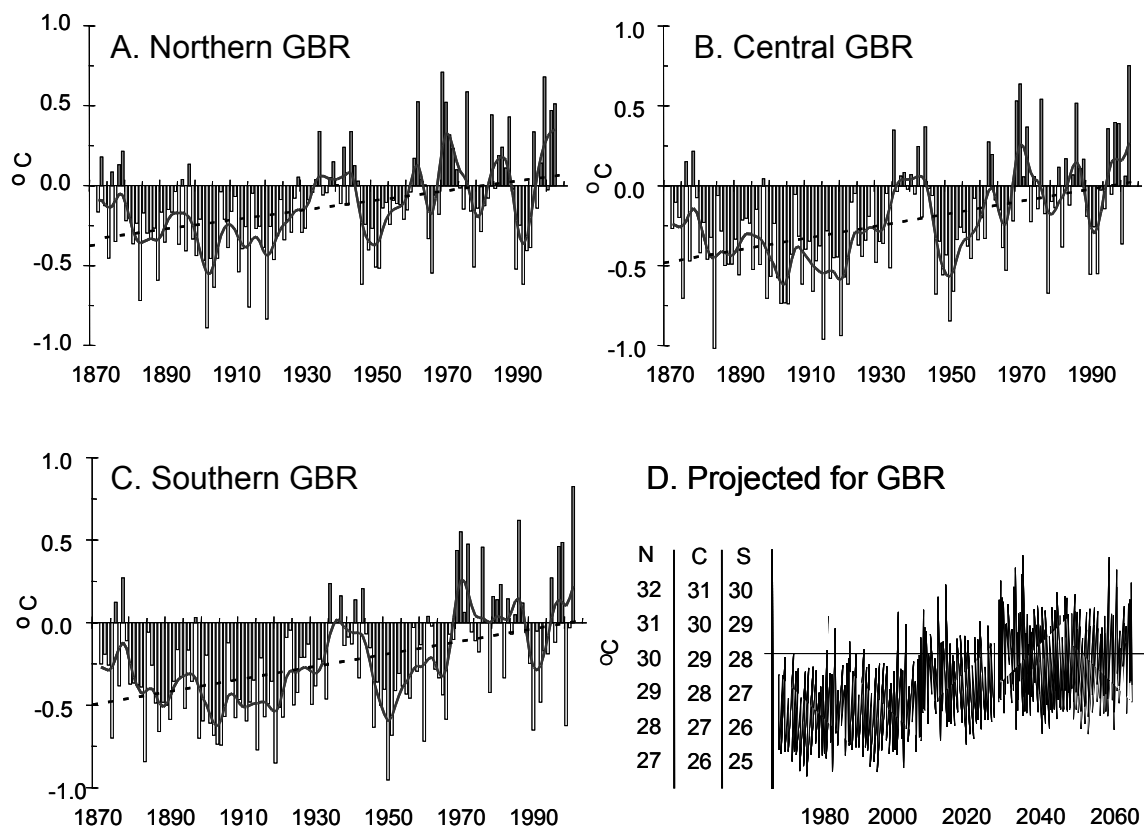 A. Northern GBR
1.0
0.5
0.0
-0.5
-1.0
°C
1870 1890 1910 1930 1950 1970 1990
B. Central GBR
1.0
0.5
0.0
-0.5
-1.0
°C
1870 1890 1910 1930 1950 1970 1990
C. Southern GBR
1.0
0.5
0.0
-0.5
-1.0
°C
1870 1890 1910 1930 1950 1970 1990
D. Projected for GBR
N C S
32 31 30
31 30 29
30 29 28
29 28 27
28 27 26
27 26 25
°C
1980 2000 2020 2040 2060